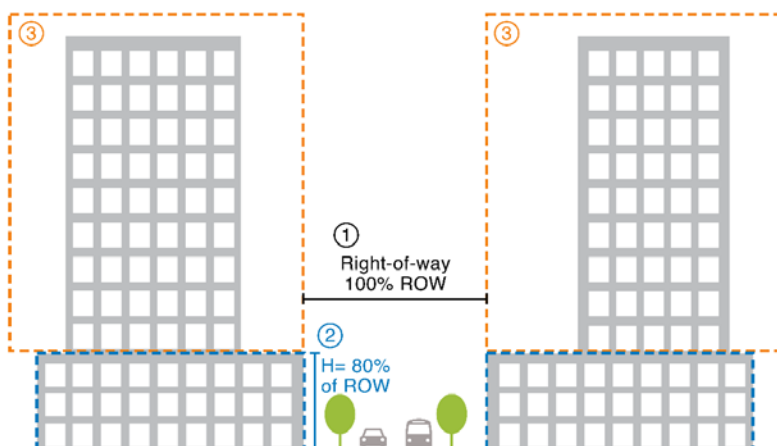 ③
③
①
Right-of-way
100% ROW
②
H= 80%
of ROW